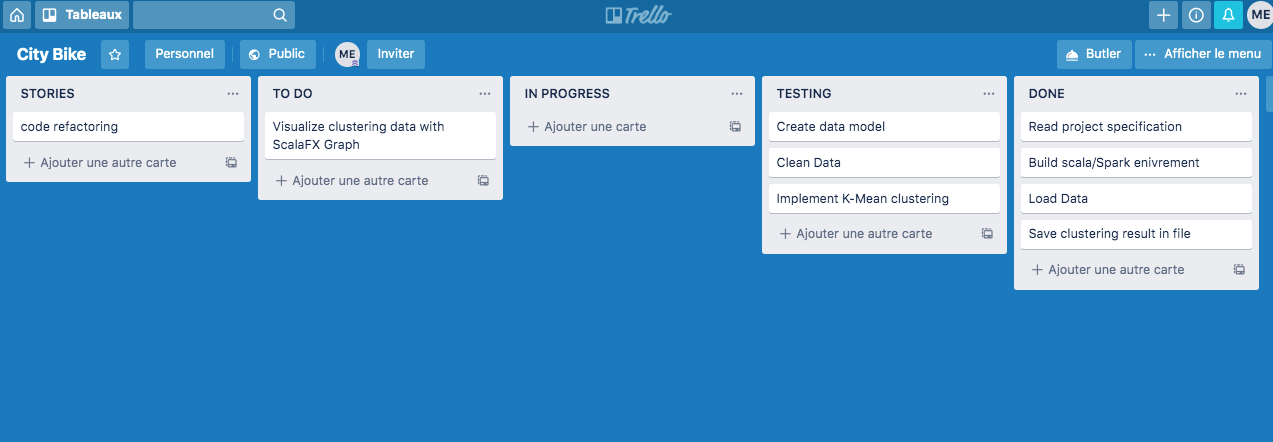 Tableaux
Trello
ME
City Bike
Personnel
Public
ME
Inviter
Butler
Afficher le menu
STORIES
code refactoring
Ajouter une autre carte
TO DO
Visualize clustering data with
ScalaFX Graph
Ajouter une autre carte
IN PROGRESS
Ajouter une carte
TESTING
Create data model
Clean Data
Implement K-Mean clustering
Ajouter une autre carte
DONE
Read project specification
Build scala/Spark enivrement
Load Data
Save clustering result in file
Ajouter une autre carte